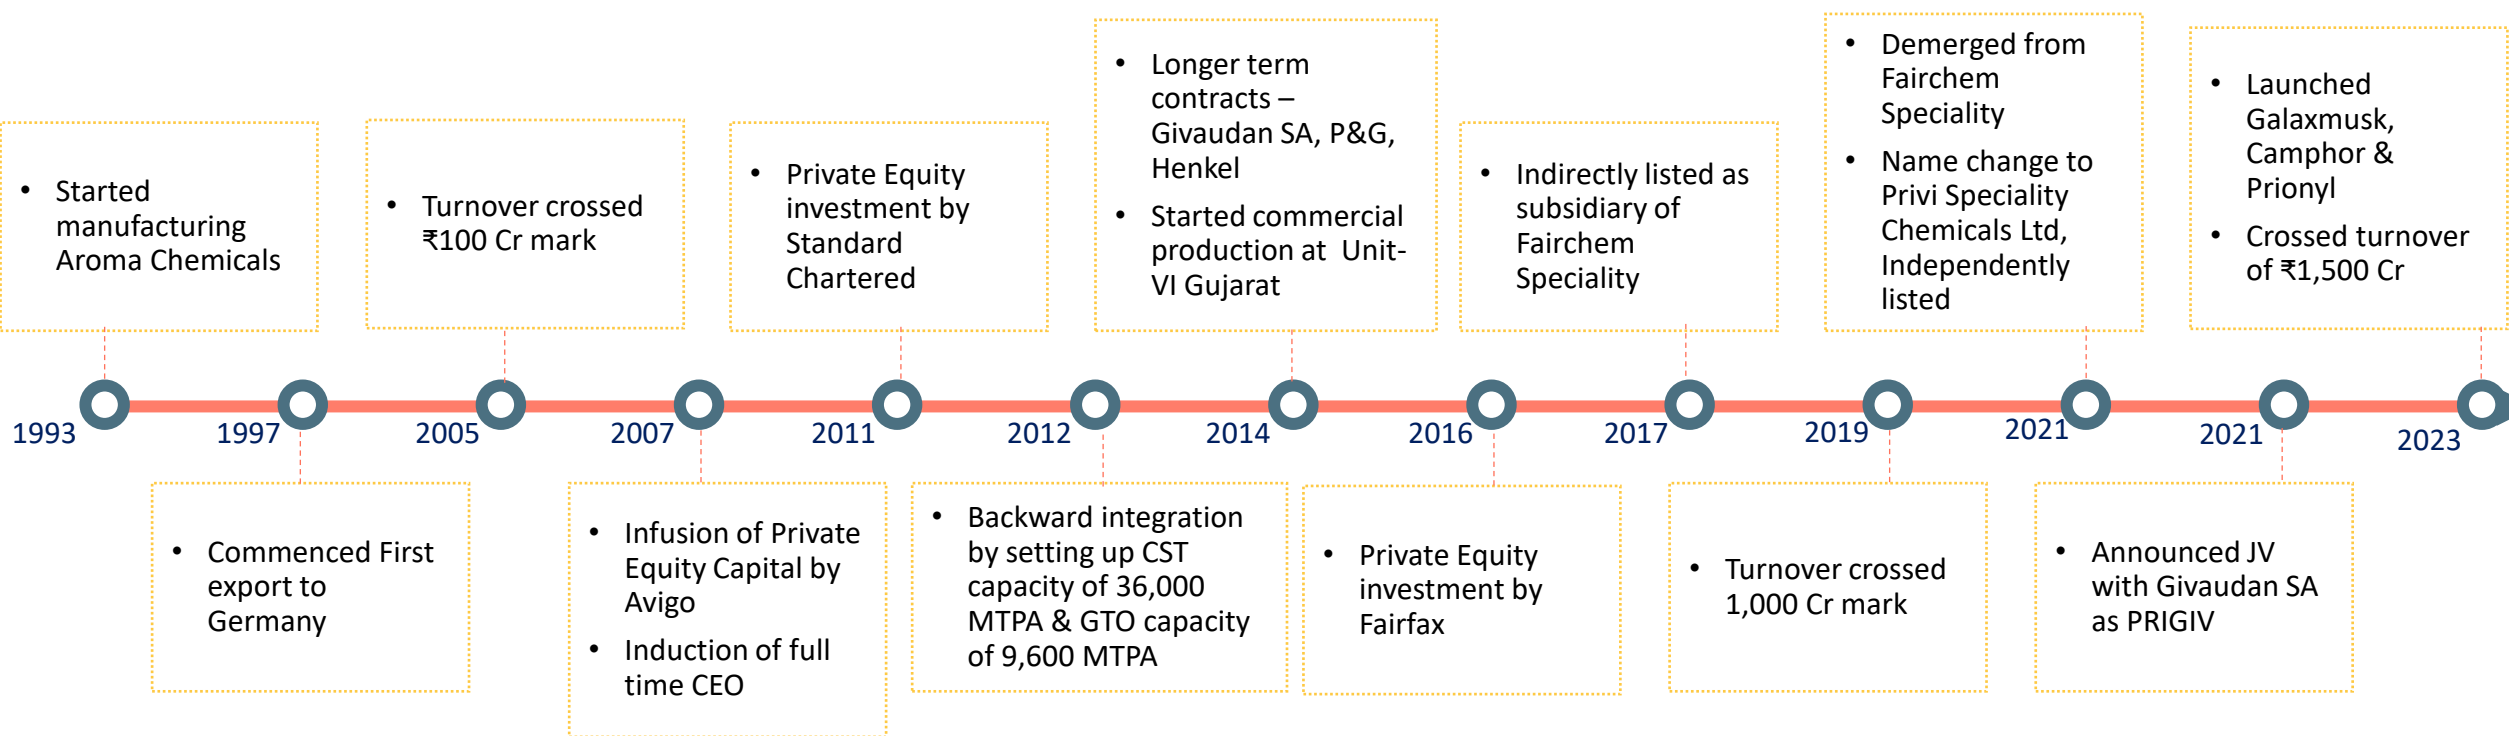 • Started
manufacturing
Aroma Chemicals
• Turnover crossed
₹100 Cr mark
• Private Equity
investment by
Standard
Chartered
• Longer term
contracts –
Givaudan SA, P&G,
Henkel
• Started commercial
production at Unit-
VI Gujarat
• Indirectly listed as
subsidiary of
Fairchem
Speciality
• Demerged from
Fairchem
Speciality
• Name change to
Privi Speciality
Chemicals Ltd,
Independently
listed
• Launched
Galaxmusk,
Camphor &
Prionyl
• Crossed turnover
of ₹1,500 Cr
1993 1997 2005 2007 2011 2012 2014 2016 2017 2019 2021 2021 2023
• Commenced First
export to
Germany
• Infusion of Private
Equity Capital by
Avigo
• Induction of full
time CEO
• Backward integration
by setting up CST
capacity of 36,000
MTPA & GTO capacity
of 9,600 MTPA
• Private Equity
investment by
Fairfax
• Turnover crossed
1,000 Cr mark
• Announced JV
with Givaudan SA
as PRIGIV